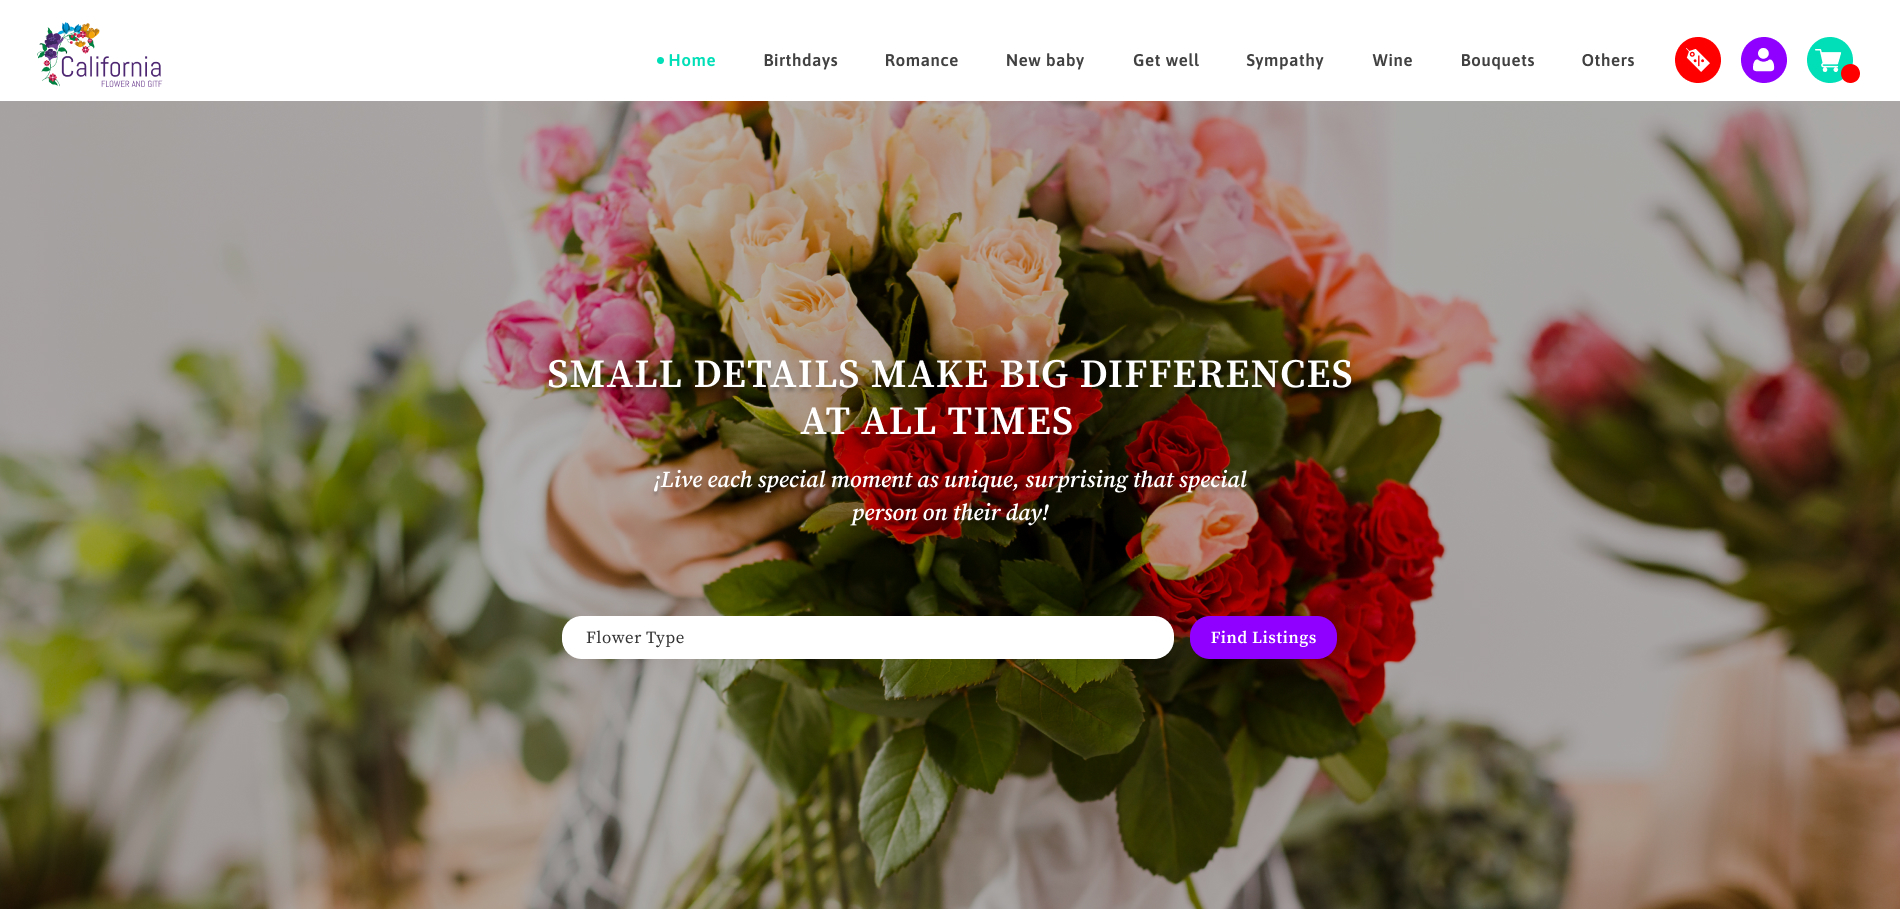 California
FLOWER AND GITF
Home Birthdays Romance New baby Get well Sympathy Wine Bouquets Others
SMALL DETAILS MAKE BIG DIFFERENCES
AT ALL TIMES
¡Live each special moment as unique, surprising that special
person on their day!
Flower Type Find Listings